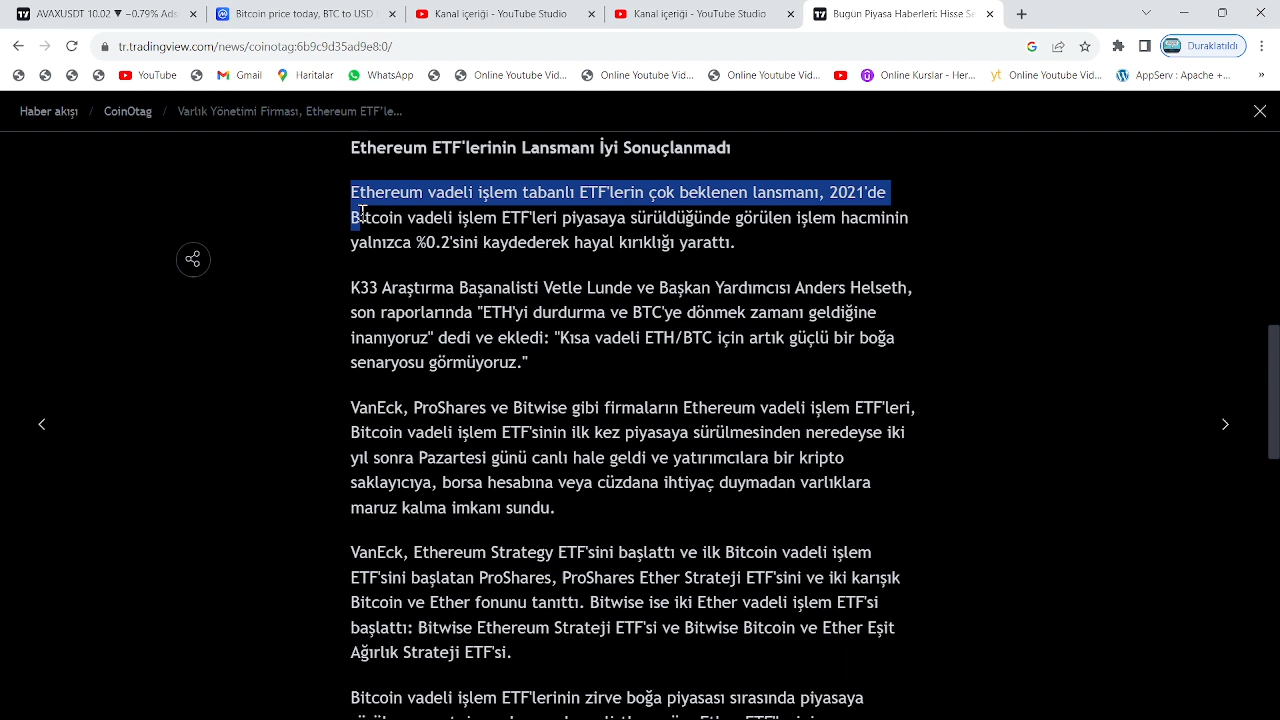 AVAXUSDT 10.02 ▼ −0.79% Ads
Bitcoin price today, BTC to USD
Kanal içeriği - YouTube Studio
Kanal içeriği - YouTube Studio
Bugün Piyasa Haberleri: Hisse Se
tr.tradingview.com/news/coinotag:6b9c9d35ad9e8:0/
Duraklatıldı
YouTube
Gmail
Haritalar
WhatsApp
Online Youtube Vid...
Online Youtube Vid...
Online Youtube Vid...
Online Kurslar - Her...
yt Online Youtube Vid...
AppServ : Apache +...
»
Haber akışı / CoinOtag / Varlık Yönetimi Firması, Ethereum ETF'le...
Ethereum ETF'lerinin Lansmanı İyi Sonuçlanmadı
Ethereum vadeli işlem tabanlı ETF'lerin çok beklenen lansmanı, 2021'de
Bitcoin vadeli işlem ETF'leri piyasaya sürüldüğünde görülen işlem hacminin
yalnızca %0.2'sini kaydederek hayal kırıklığı yarattı.
K33 Araştırma Başanalisti Vetle Lunde ve Başkan Yardımcısı Anders Helseth,
son raporlarında "ETH'yi durdurma ve BTC'ye dönmek zamanı geldiğine
inanıyoruz" dedi ve ekledi: "Kısa vadeli ETH/BTC için artık güçlü bir boğa
senaryosu görmüyoruz."
VanEck, ProShares ve Bitwise gibi firmaların Ethereum vadeli işlem ETF'leri,
Bitcoin vadeli işlem ETF'sinin ilk kez piyasaya sürülmesinden neredeyse iki
yıl sonra Pazartesi günü canlı hale geldi ve yatırımcılara bir kripto
saklayıcıya, borsa hesabına veya cüzdana ihtiyaç duymadan varlıklara
maruz kalma imkanı sundu.
VanEck, Ethereum Strategy ETF'sini başlattı ve ilk Bitcoin vadeli işlem
ETF'sini başlatan ProShares, ProShares Ether Strateji ETF'sini ve iki karışık
Bitcoin ve Ether fonunu tanıttı. Bitwise ise iki Ether vadeli işlem ETF'si
başlattı: Bitwise Ethereum Strateji ETF'si ve Bitwise Bitcoin ve Ether Eşit
Ağırlık Strateji ETF'si.
Bitcoin vadeli işlem ETF'lerinin zirve boğa piyasası sırasında piyasaya